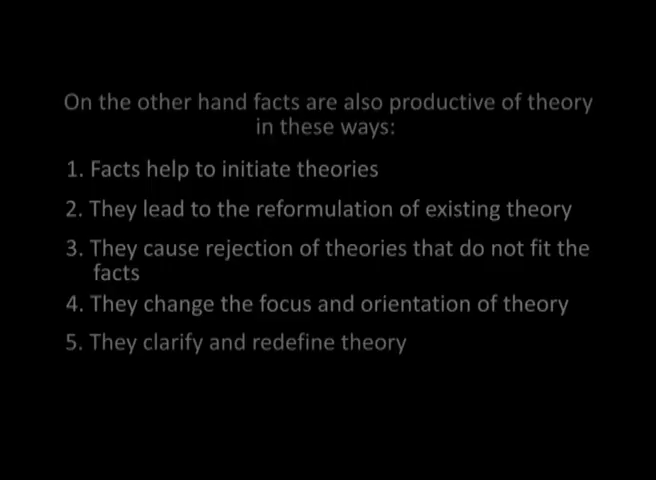 On the other hand facts are also productive of theory
in these ways:
1. Facts help to initiate theories
2. They lead to the reformulation of existing theory
3. They cause rejection of theories that do not fit the
facts
4. They change the focus and orientation of theory
5. They clarify and redefine theory